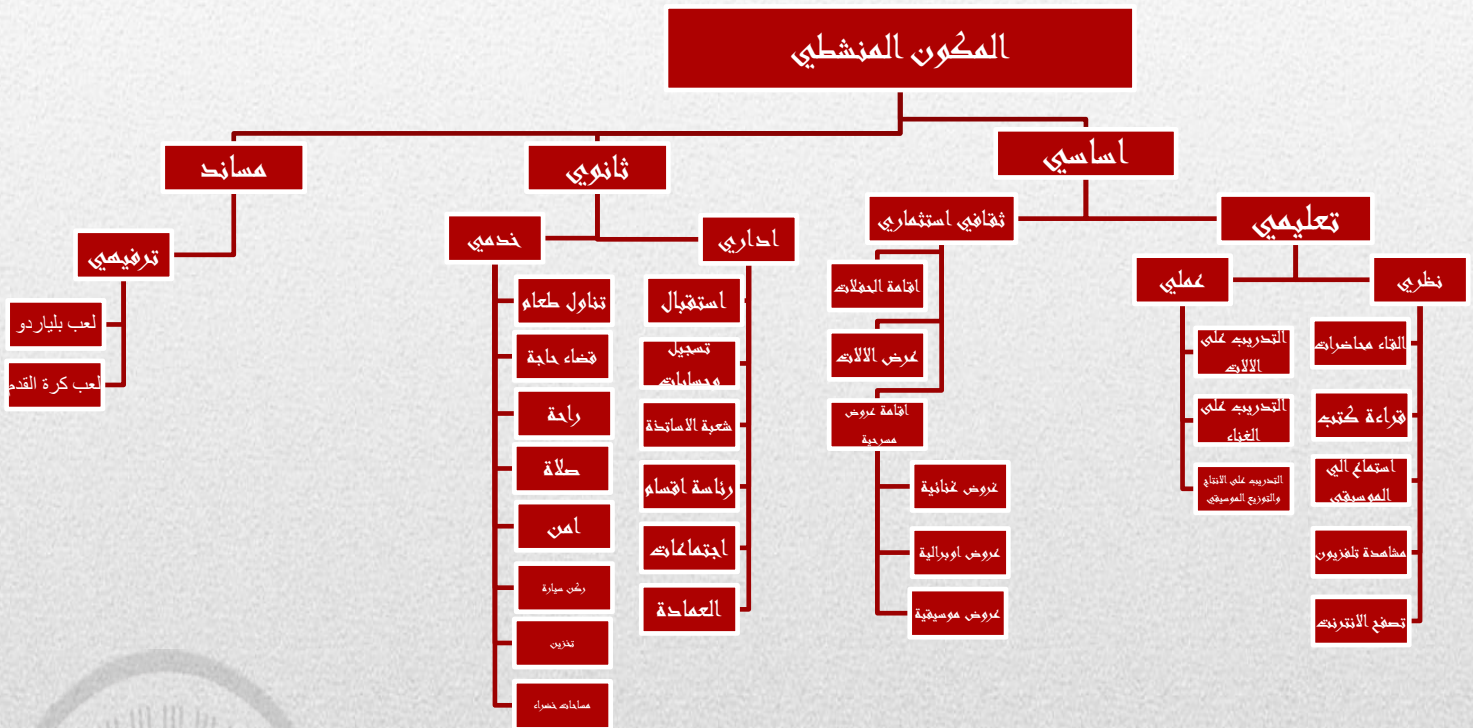 المكون المنشطي
اساسي
ثانوي
مساند
تعليمي
ثقافي استثماري
اداري
خدمي
ترفيهي
نظري
عملي
القاء محاضرات
قراءة كتب
استماع الي
الموسيقى
مشاهدة تلفزيون
تصفح الانترنت
التدريب على
الالات
التدريب على
الغناء
التدريب على الانتاج
والتوزيع الموسيقي
اقامة الحفلات
عرض الالات
اقامة عروض
مسرحية
عروض غنائية
عروض اوبرالية
عروض موسيقية
استقبال
تسجيل
وحسابات
شعبة الاساتذة
رئاسة اقسام
اجتماعات
العمادة
تناول طعام
قضاء حاجة
راحة
صلاة
امن
ركن سيارة
تخزين
مساحات خضراء
لعب بلياردو
لعب كرة القدم